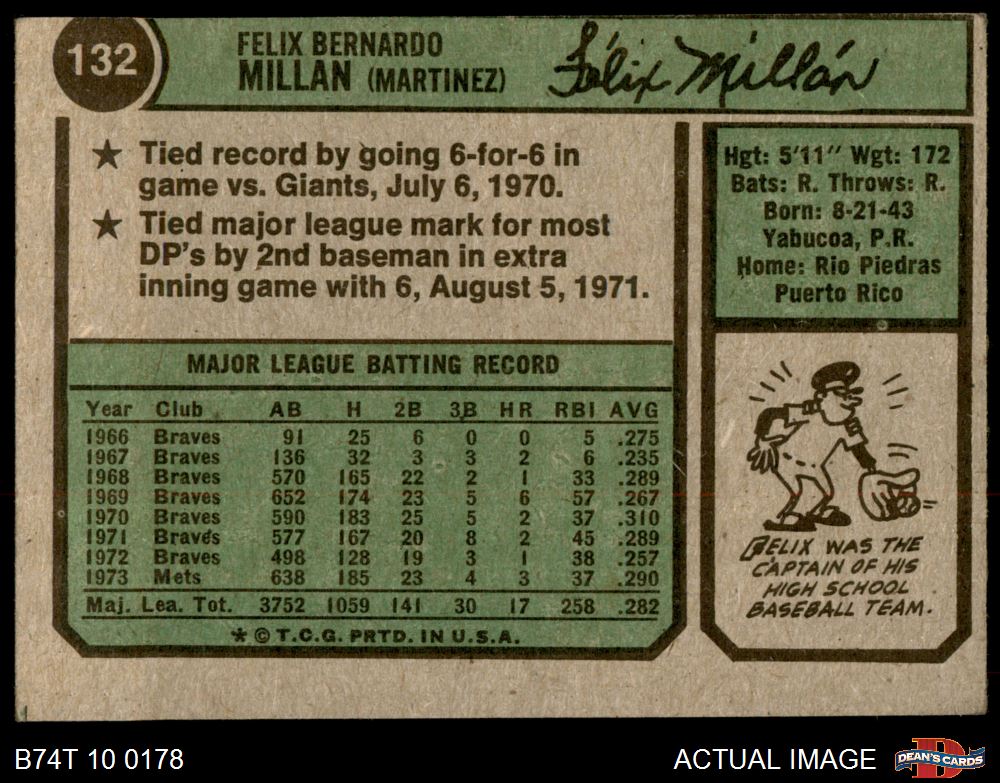 132
FELIX BERNARDO
MILLAN (MARTINEZ)
Félix Millán
★ Tied record by going 6-for-6 in
game vs. Giants, July 6, 1970.
★ Tied major league mark for most
DP's by 2nd baseman in extra
inning game with 6, August 5, 1971.
Hgt: 5'11" Wgt: 172
Bats: R. Throws: R.
Born: 8-21-43
Yabucoa, P.R.
Home: Rio Piedras
Puerto Rico
MAJOR LEAGUE BATTING RECORD
Year Club AB H 2B 3B HR RBI AVG
1966 Braves 91 25 6 0 0 5 .275
1967 Braves 136 32 3 3 2 6 .235
1968 Braves 570 165 22 2 1 33 .289
1969 Braves 652 174 23 5 6 57 .267
1970 Braves 590 183 25 5 2 37 .310
1971 Braves 577 167 20 8 2 45 .289
1972 Braves 498 128 19 3 1 38 .257
1973 Mets 638 185 23 4 3 37 .290
Maj. Lea. Tot. 3752 1059 141 30 17 258 .282
* © T.C.G. PRTD. IN U.S.A.
FELIX WAS THE
CAPTAIN OF HIS
HIGH SCHOOL
BASEBALL TEAM.
B74T 10 0178
ACTUAL IMAGE
D
DEAN'S CARDS